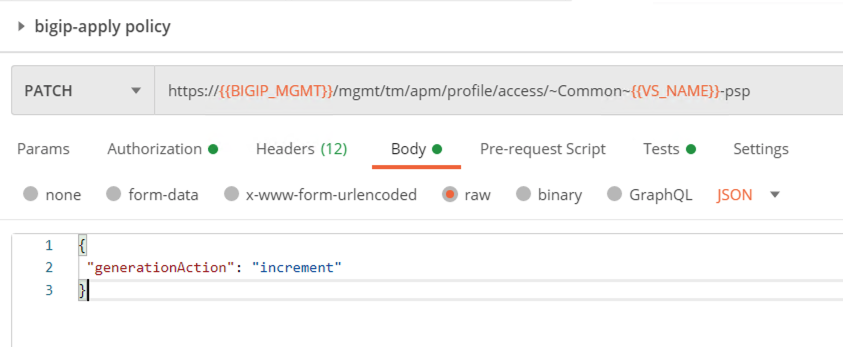 bigip-apply policy
PATCH https://{{BIGIP_MGMT}}/mgmt/tm/apm/profile/access/~Common~{{VS_NAME}}-psp
Params Authorization Headers (12) Body Pre-request Script Tests Settings
none form-data x-www-form-urlencoded raw binary GraphQL JSON
1 {
2 "generationAction": "increment"
3 }